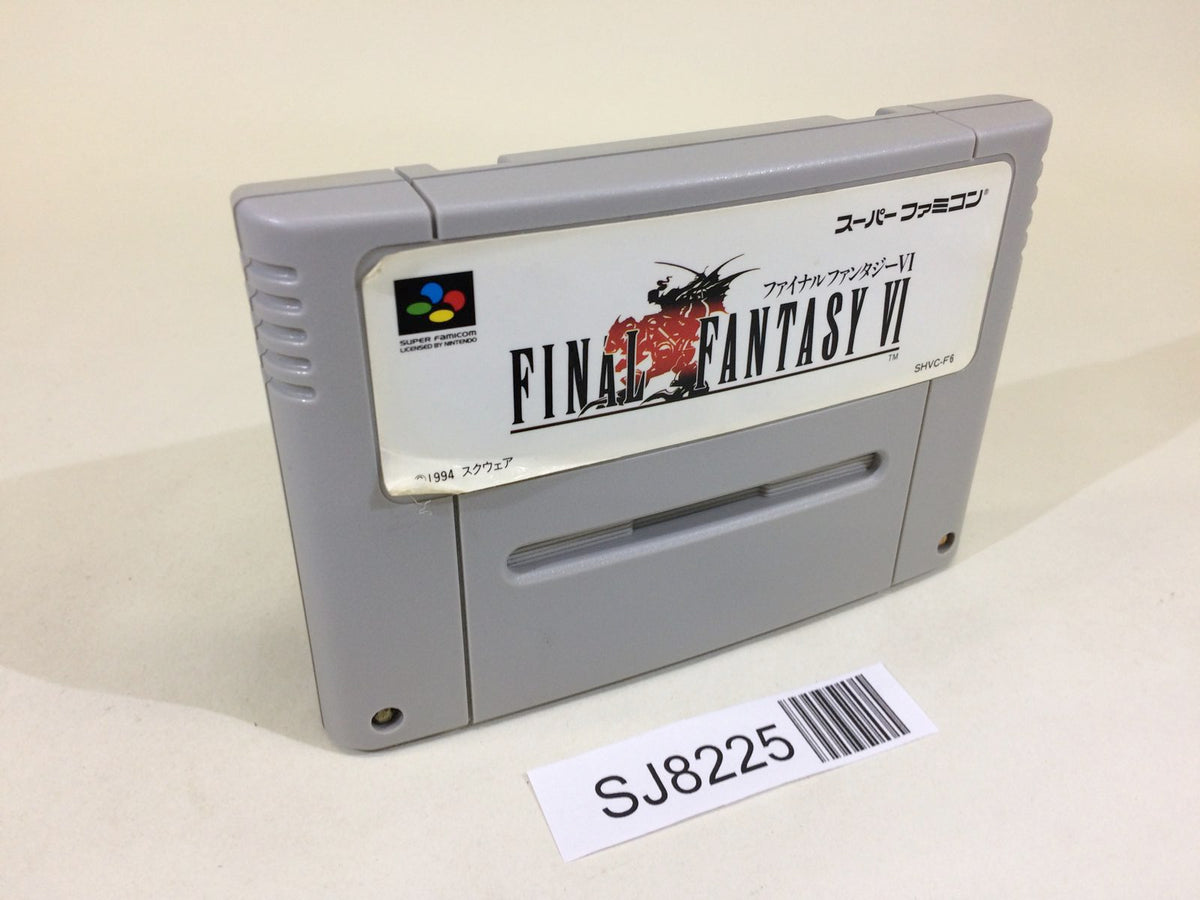 スーパーファミコン®
SUPER FAMICOM
LICENSED BY NINTENDO
ファイナルファンタジーVI
FINAL FANTASY VI
TM
SHVC-F6
©1994 スクウェア
SJ8225